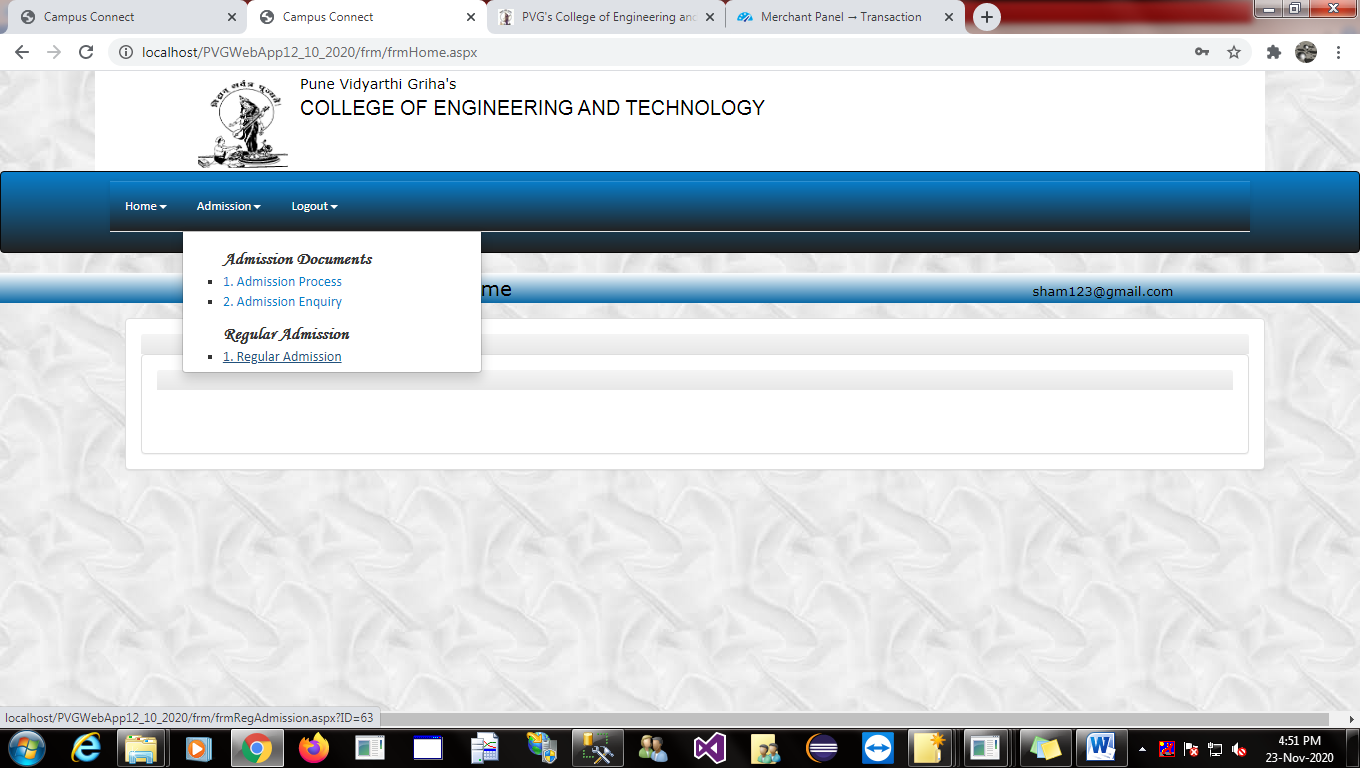 Campus Connect
Campus Connect
PVG's College of Engineering and
Merchant Panel → Transaction
localhost/PVGWebApp12_10_2020/frm/frmHome.aspx
Pune Vidyarthi Griha's
COLLEGE OF ENGINEERING AND TECHNOLOGY
Home
Admission
Logout
Admission Documents
1. Admission Process
2. Admission Enquiry
Regular Admission
1. Regular Admission
me
sham123@gmail.com
localhost/PVGWebApp12_10_2020/frm/frmRegAdmission.aspx?ID=63
4:51 PM
23-Nov-2020